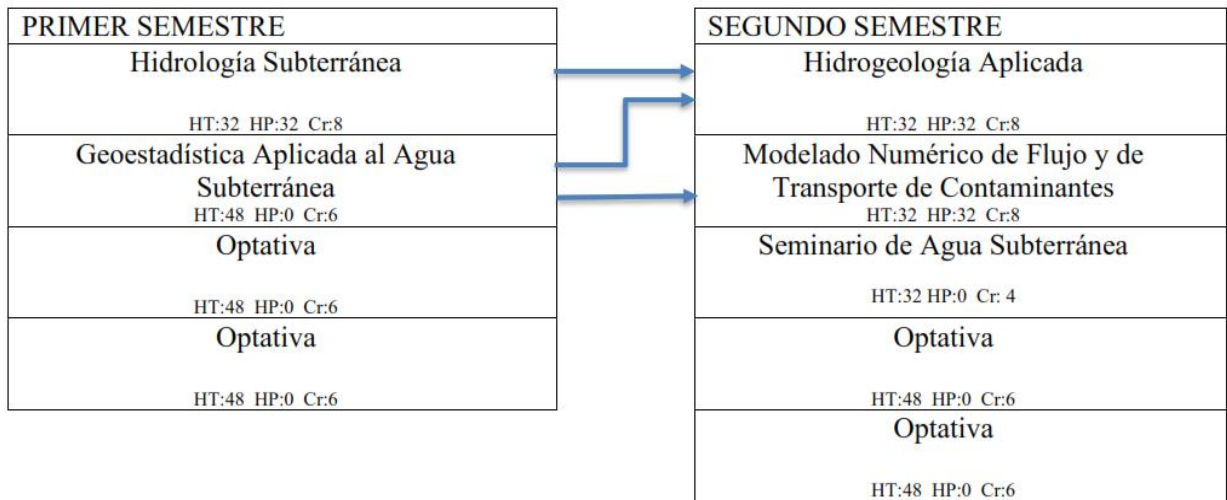 PRIMER SEMESTRE
Hidrología Subterránea
HT:32 HP:32 Cr:8
Geoestadística Aplicada al Agua
Subterránea
HT:48 HP:0 Cr:6
Optativa
HT:48 HP:0 Cr:6
Optativa
HT:48 HP:0 Cr:6
SEGUNDO SEMESTRE
Hidrogeología Aplicada
HT:32 HP:32 Cr:8
Modelado Numérico de Flujo y de
Transporte de Contaminantes
HT:32 HP:32 Cr:8
Seminario de Agua Subterránea
HT:32 HP:0 Cr: 4
Optativa
HT:48 HP:0 Cr:6
Optativa
HT:48 HP:0 Cr:6